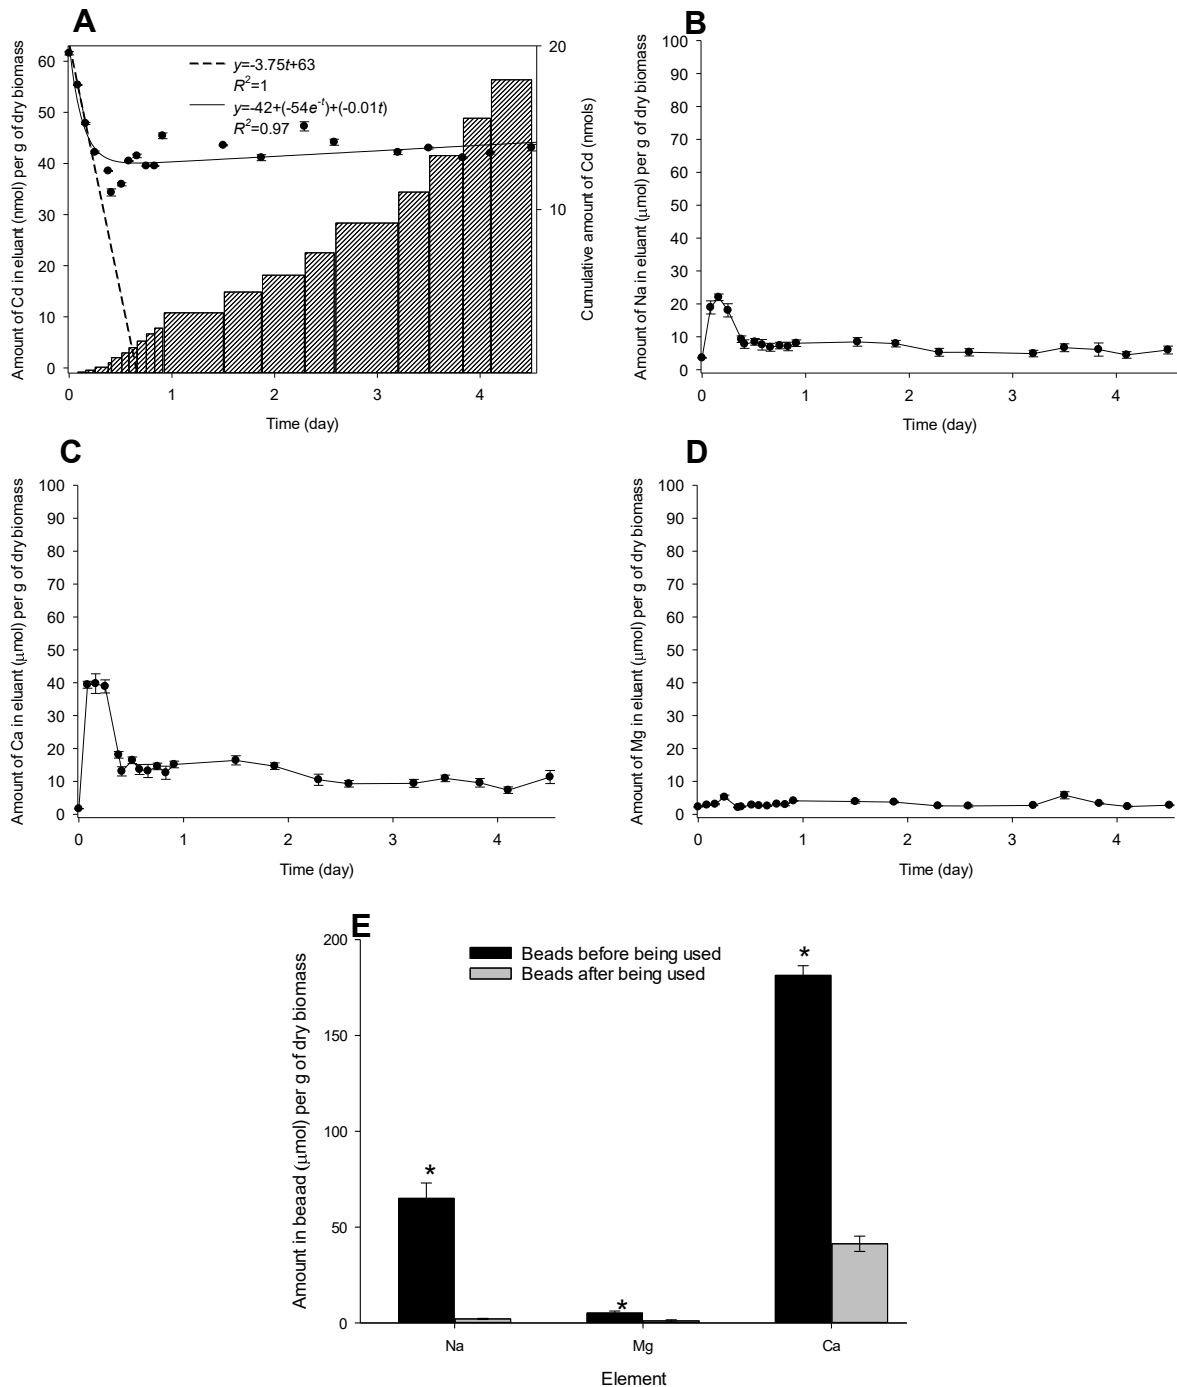 A
Amount of Cd in eluant (nmol) per g of dry biomass
60
50
40
30
20
10
0
y=-3.75t+63
R²=1
y=-42+(-54e⁻ᵗ)+(-0.01t)
R²=0.97
20
10
Cumulative amount of Cd (nmols)
0 1 2 3 4
Time (day)
B
Amount of Na in eluant (μmol) per g of dry biomass
100
90
80
70
60
50
40
30
20
10
0
0 1 2 3 4
Time (day)
C
Amount of Ca in eluant (μmol) per g of dry biomass
100
90
80
70
60
50
40
30
20
10
0
0 1 2 3 4
Time (day)
D
Amount of Mg in eluant (μmol) per g of dry biomass
100
90
80
70
60
50
40
30
20
10
0
0 1 2 3 4
Time (day)
E
Amount in beaad (μmol) per g of dry biomass
200
150
100
50
0
Beads before being used
Beads after being used
*
*
*
Na Mg Ca
Element